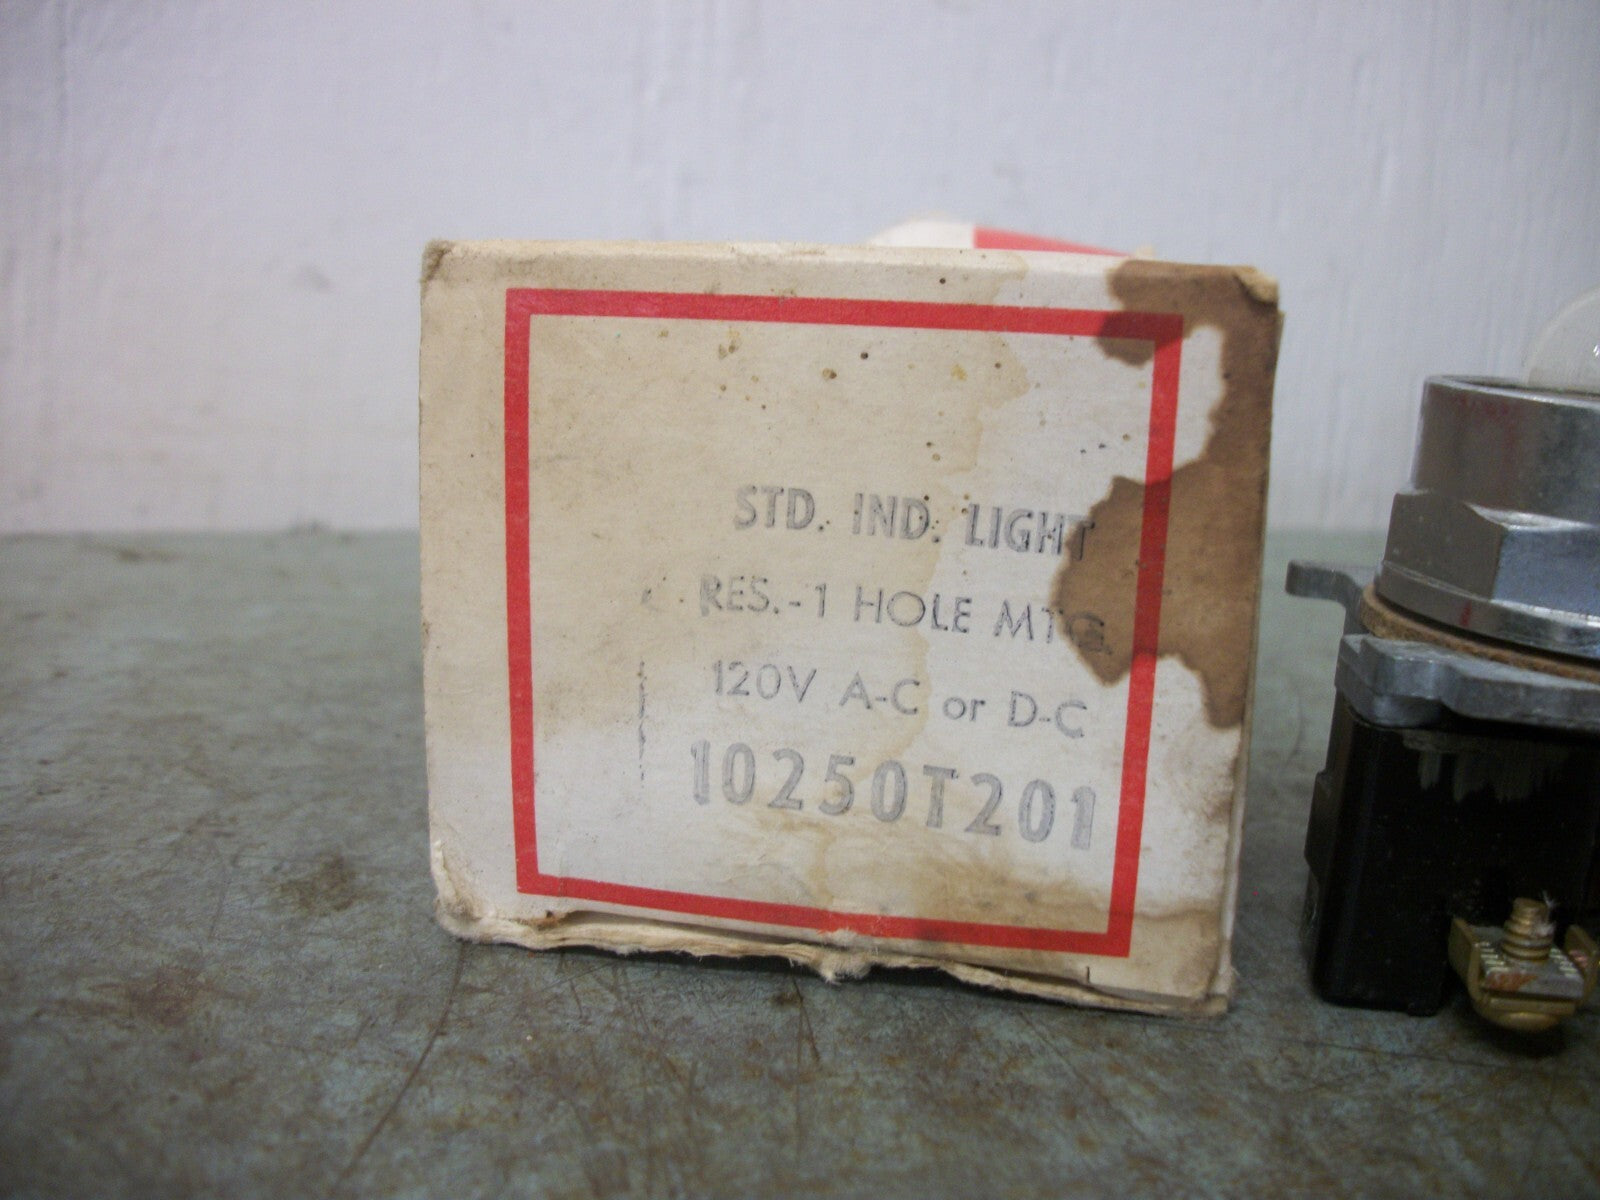 STD. IND. LIGHT
RES.-1 HOLE MTG.
120V A-C or D-C
10250T201